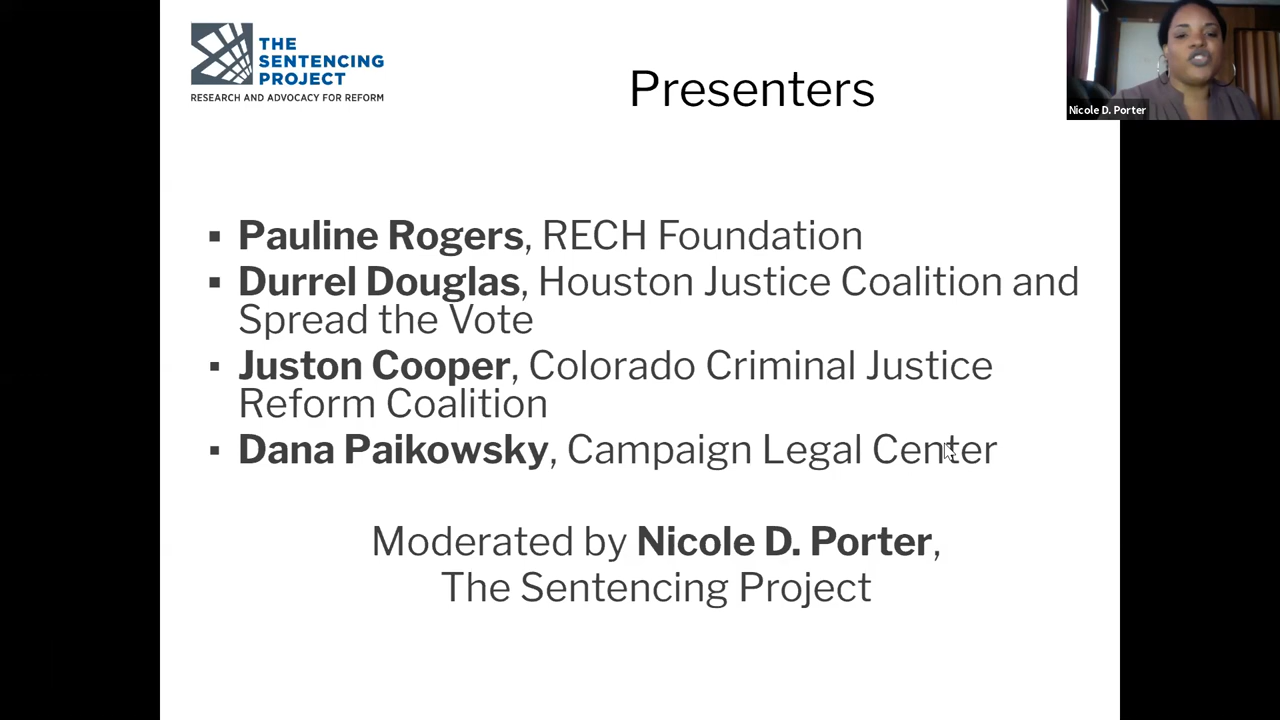 THE
SENTENCING
PROJECT
RESEARCH AND ADVOCACY FOR REFORM
Presenters
Nicole D. Porter
▪ Pauline Rogers, RECH Foundation
▪ Durrel Douglas, Houston Justice Coalition and
Spread the Vote
▪ Juston Cooper, Colorado Criminal Justice
Reform Coalition
▪ Dana Paikowsky, Campaign Legal Center
Moderated by Nicole D. Porter,
The Sentencing Project